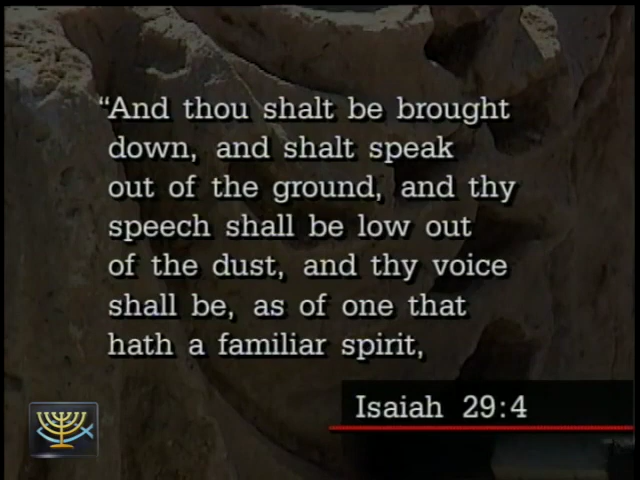 “And thou shalt be brought
down, and shalt speak
out of the ground, and thy
speech shall be low out
of the dust, and thy voice
shall be, as of one that
hath a familiar spirit,
Isaiah 29:4